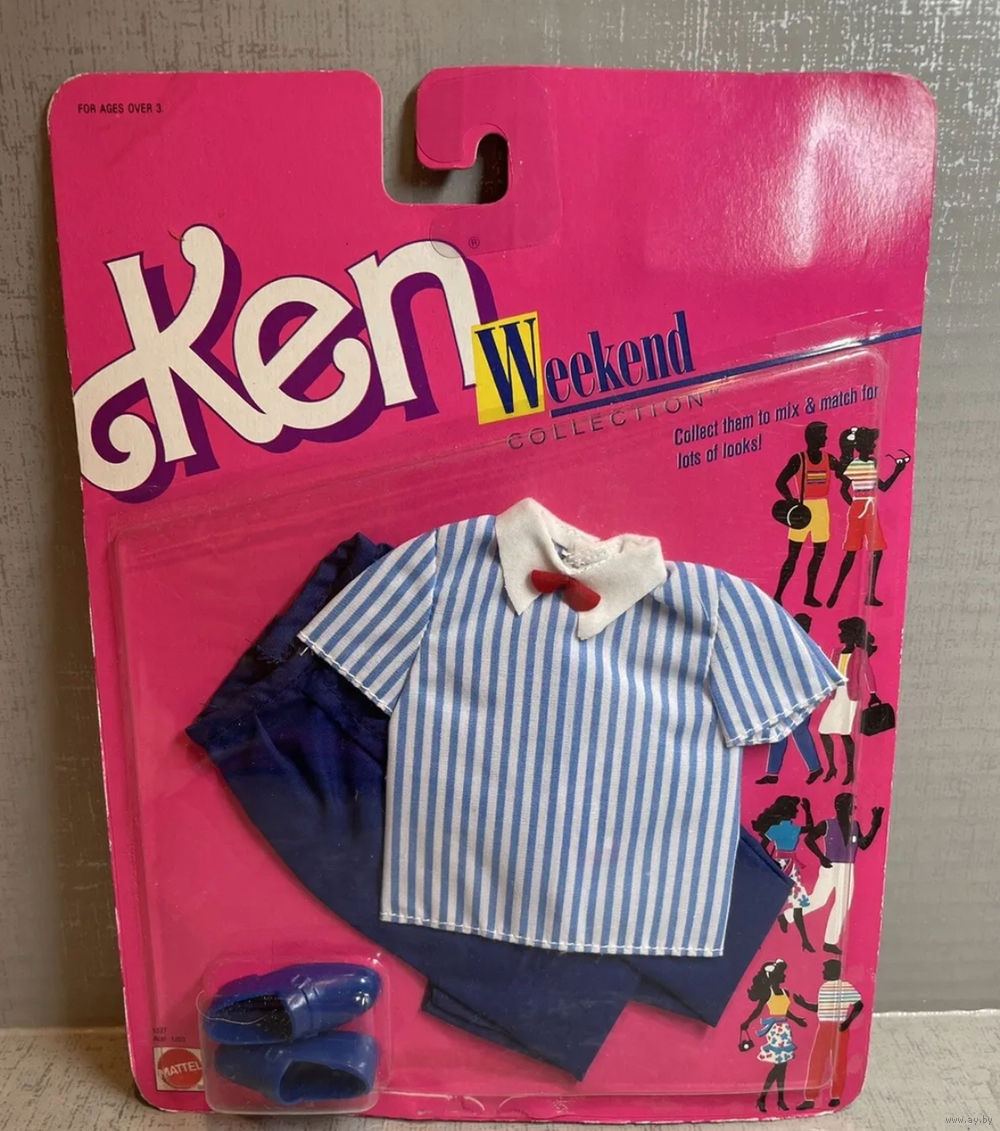 FOR AGES OVER 3
Ken®
Weekend
COLLECTION
Collect them to mix & match for
lots of looks!
MATTEL
www.ay.by